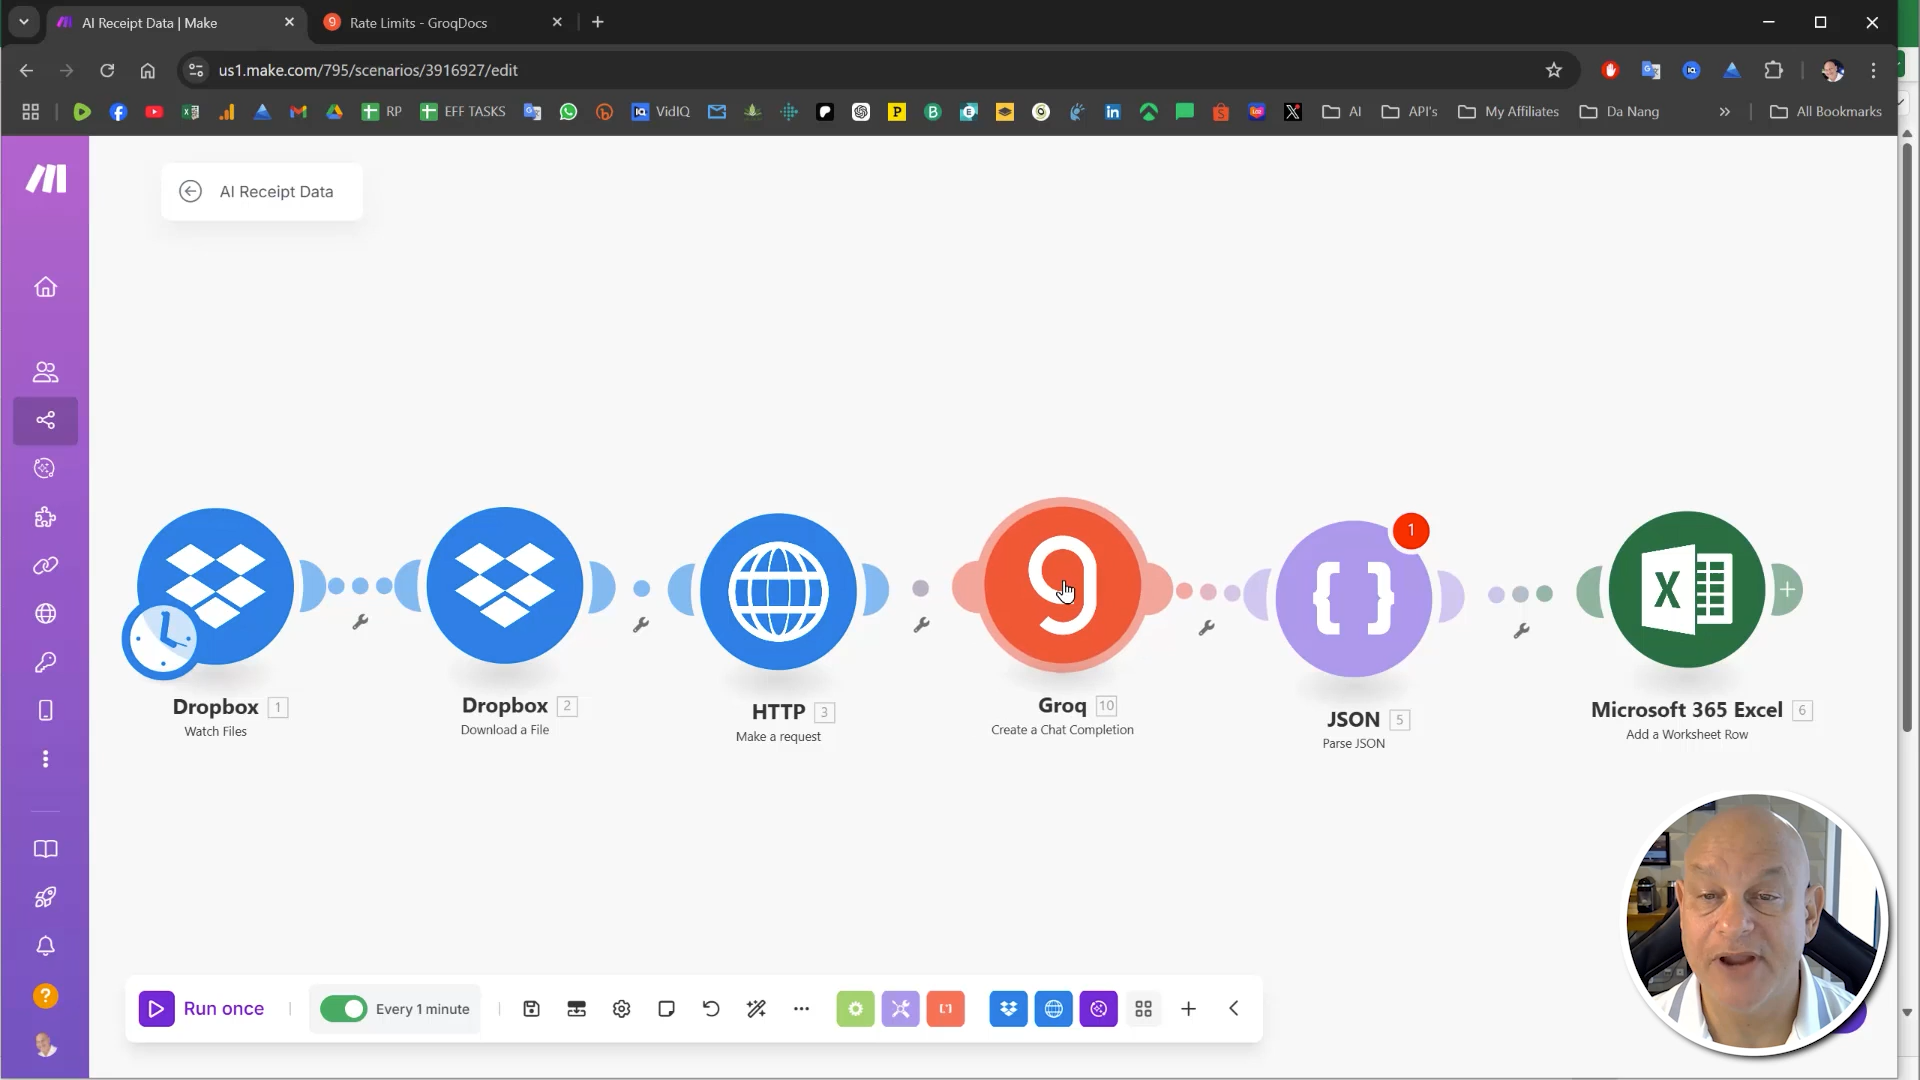 AI Receipt Data | Make
Rate Limits - GroqDocs
us1.make.com/795/scenarios/3916927/edit
RP
EFF TASKS
VidIQ
AI
API's
My Affiliates
Da Nang
All Bookmarks
AI Receipt Data
1
Dropbox 1
Watch Files
Dropbox 2
Download a File
HTTP 3
Make a request
Groq 10
Create a Chat Completion
JSON 5
Parse JSON
Microsoft 365 Excel 6
Add a Worksheet Row
Run once
Every 1 minute